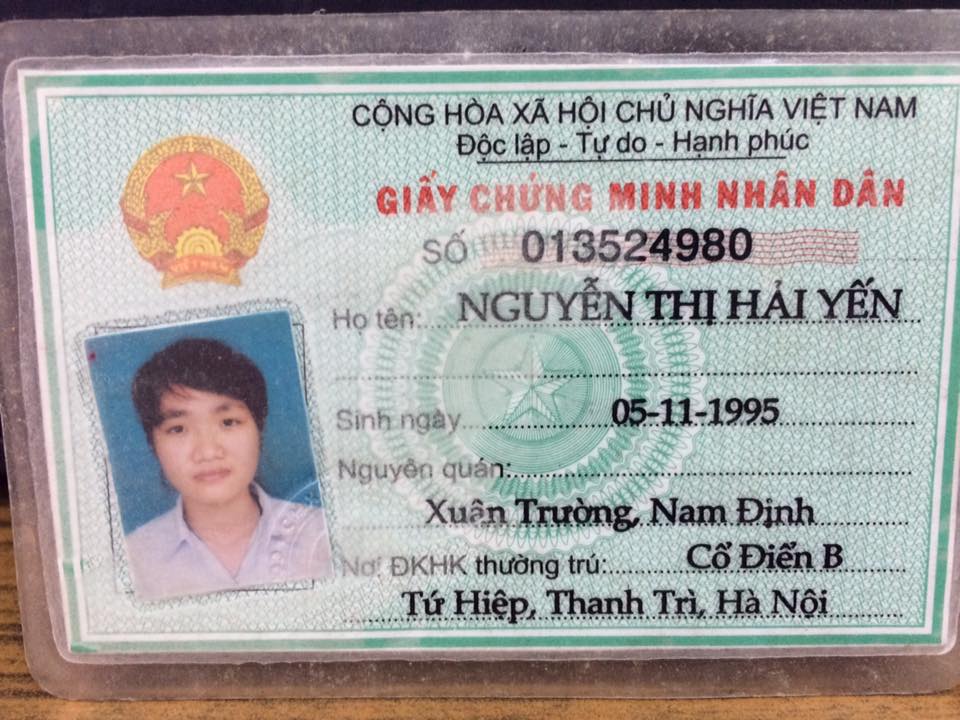 CỘNG HÒA XÃ HỘI CHỦ NGHĨA VIỆT NAM
Độc lập - Tự do - Hạnh phúc
GIẤY CHỨNG MINH NHÂN DÂN
SỐ 013524980
Họ tên: NGUYỄN THỊ HẢI YẾN
Sinh ngày 05-11-1995
Nguyên quán:
Xuân Trường, Nam Định
Nơi ĐKHK thường trú: Cổ Điển B
Tứ Hiệp, Thanh Trì, Hà Nội